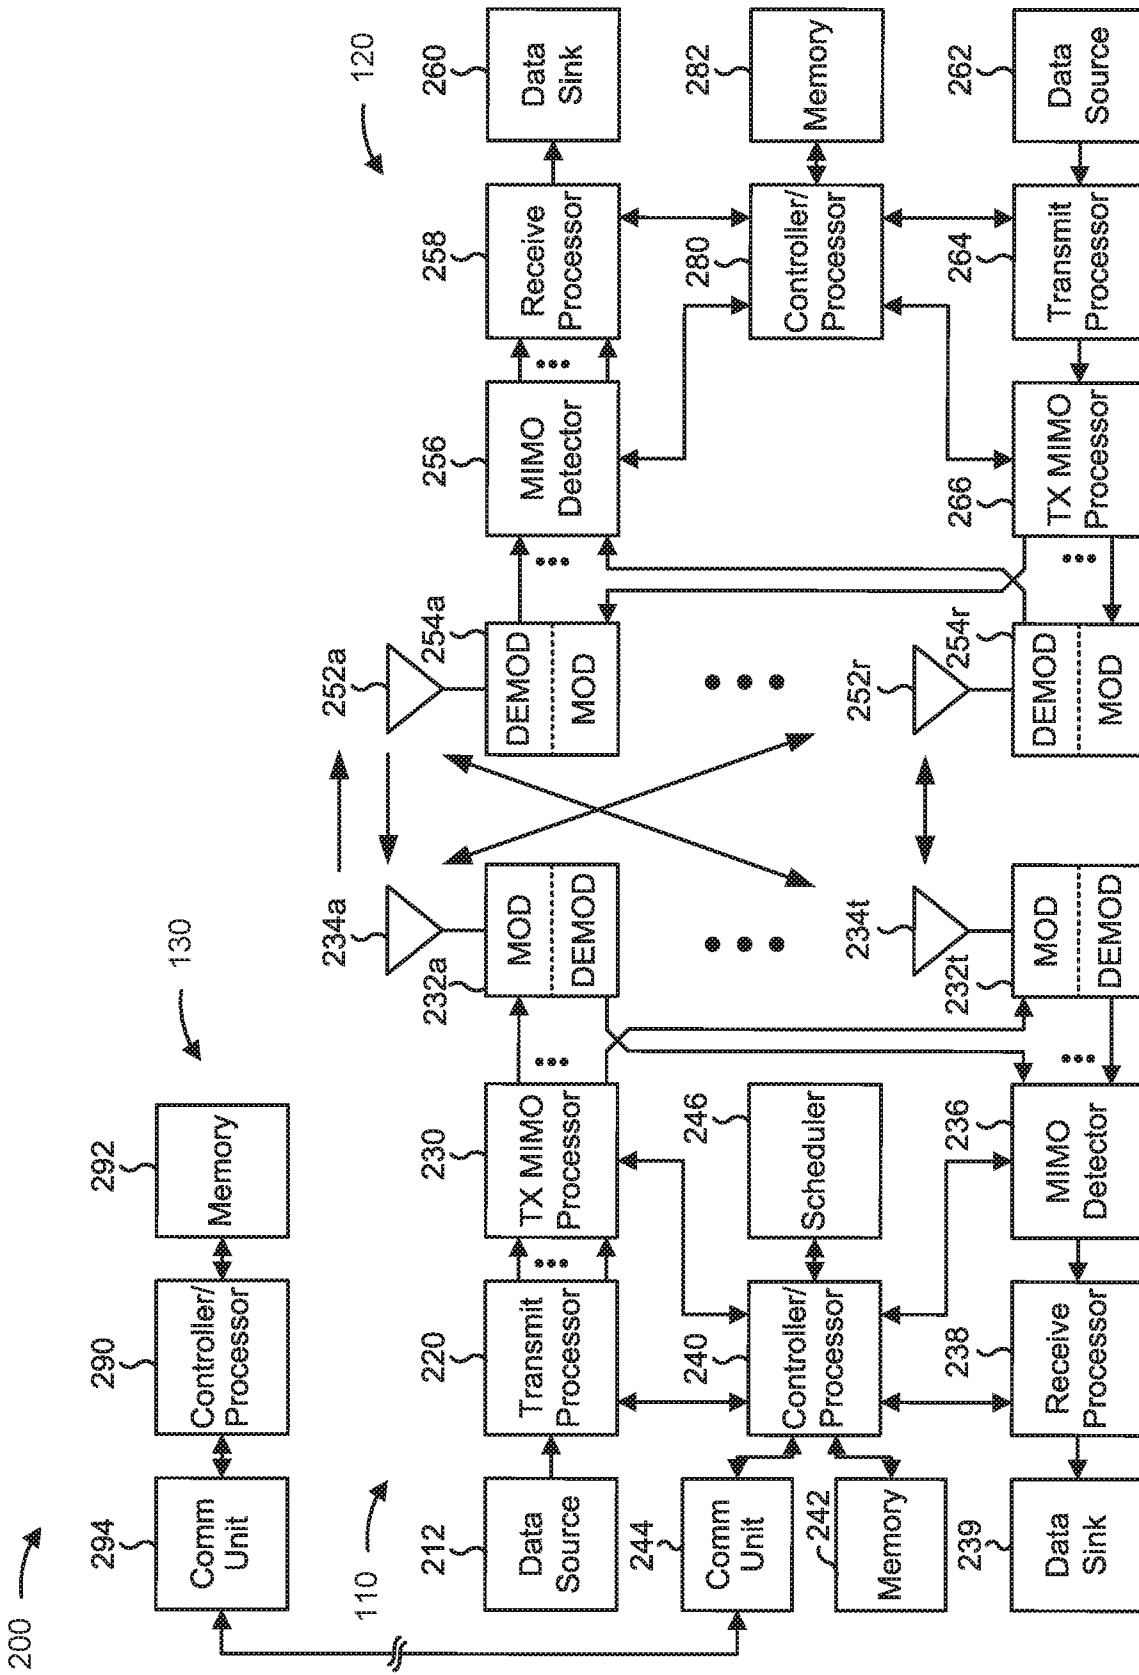 200
130
294
290
292
Comm
Unit
Controller/
Processor
Memory
110
120
234a
252a
212
220
230
232a
254a
256
258
260
Data
Source
Transmit
Processor
TX MIMO
Processor
MOD
DEMOD
DEMOD
MOD
MIMO
Detector
Receive
Processor
Data
Sink
244
240
246
280
282
Comm
Unit
Controller/
Processor
Scheduler
Controller/
Processor
Memory
242
Memory
234t
252r
239
238
236
232t
254r
266
264
262
Data
Sink
Receive
Processor
MIMO
Detector
MOD
DEMOD
DEMOD
MOD
TX MIMO
Processor
Transmit
Processor
Data
Source